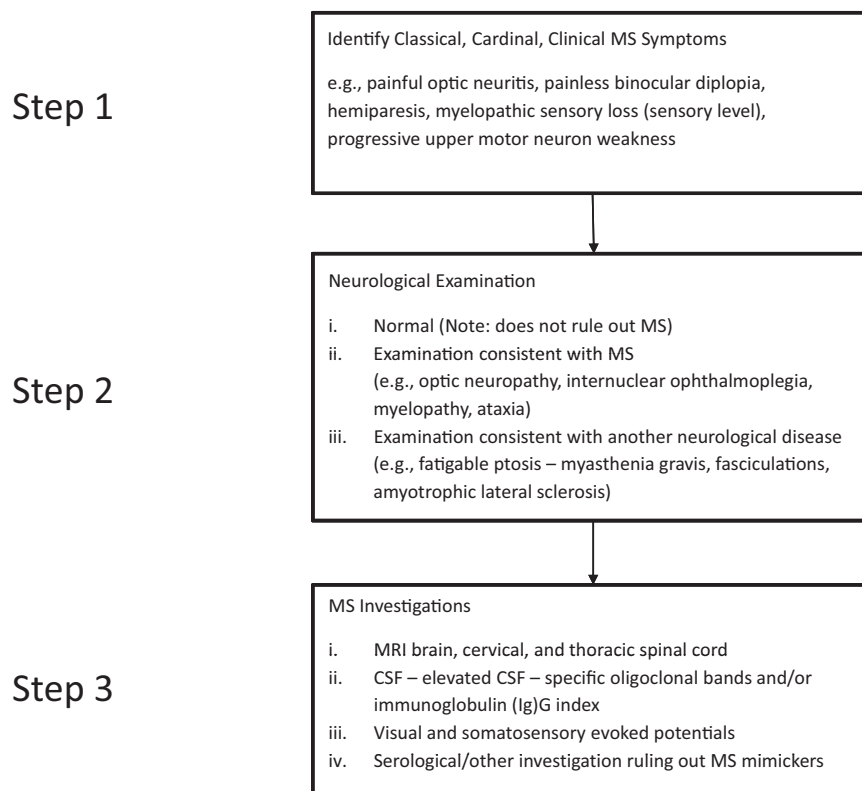 Step 1
Identify Classical, Cardinal, Clinical MS Symptoms
e.g., painful optic neuritis, painless binocular diplopia,
hemiparesis, myelopathic sensory loss (sensory level),
progressive upper motor neuron weakness
Step 2
Neurological Examination
i. Normal (Note: does not rule out MS)
ii. Examination consistent with MS
(e.g., optic neuropathy, internuclear ophthalmoplegia,
myelopathy, ataxia)
iii. Examination consistent with another neurological disease
(e.g., fatigable ptosis – myasthenia gravis, fasciculations,
amyotrophic lateral sclerosis)
Step 3
MS Investigations
i. MRI brain, cervical, and thoracic spinal cord
ii. CSF – elevated CSF – specific oligoclonal bands and/or
immunoglobulin (Ig)G index
iii. Visual and somatosensory evoked potentials
iv. Serological/other investigation ruling out MS mimickers